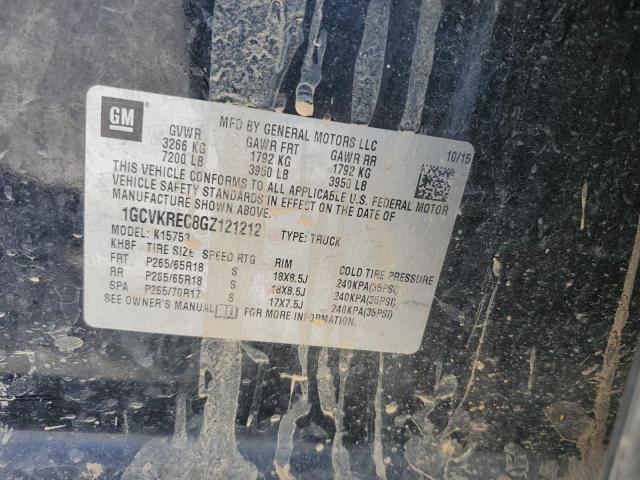 GM
MFD BY GENERAL MOTORS LLC
10/15
GVWR GAWR FRT GAWR RR
3266 KG 1792 KG 1792 KG
7200 LB 3950 LB 3950 LB
THIS VEHICLE CONFORMS TO ALL APPLICABLE U.S. FEDERAL MOTOR
VEHICLE SAFETY STANDARDS IN EFFECT ON THE DATE OF
MANUFACTURE SHOWN ABOVE.
1GCVKREC8GZ121212 TYPE: TRUCK
MODEL: K15753
KH8F TIRE SIZE SPEED RTG RIM COLD TIRE PRESSURE
FRT P265/65R18 S 18X8.5J 240KPA(35PSI)
RR P265/65R18 S 18X8.5J 240KPA(35PSI)
SPA P265/70R17 S 17X7.5J 240KPA(35PSI)
SEE OWNER'S MANUAL FOR MORE INFORMATION.